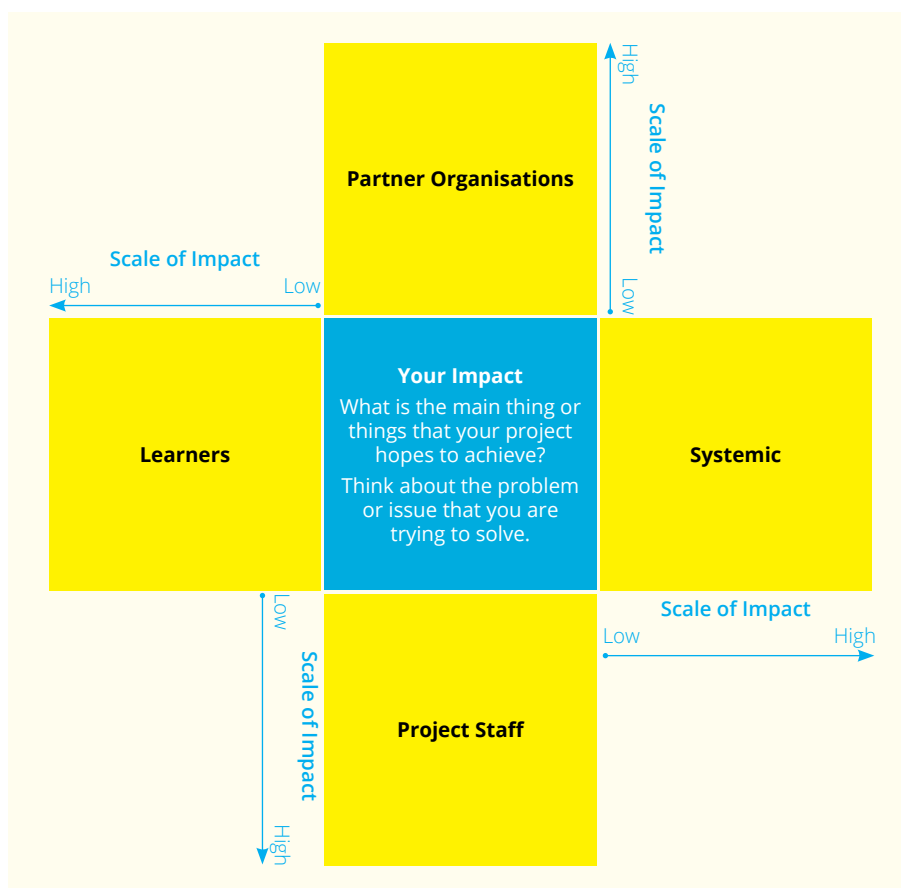 High
Scale of Impact
Low
Partner Organisations
Scale of Impact
High Low
Your Impact
What is the main thing or
things that your project
hopes to achieve?
Think about the problem
or issue that you are
trying to solve.
Learners
Systemic
Low
Scale of Impact
High
Scale of Impact
Low High
Project Staff